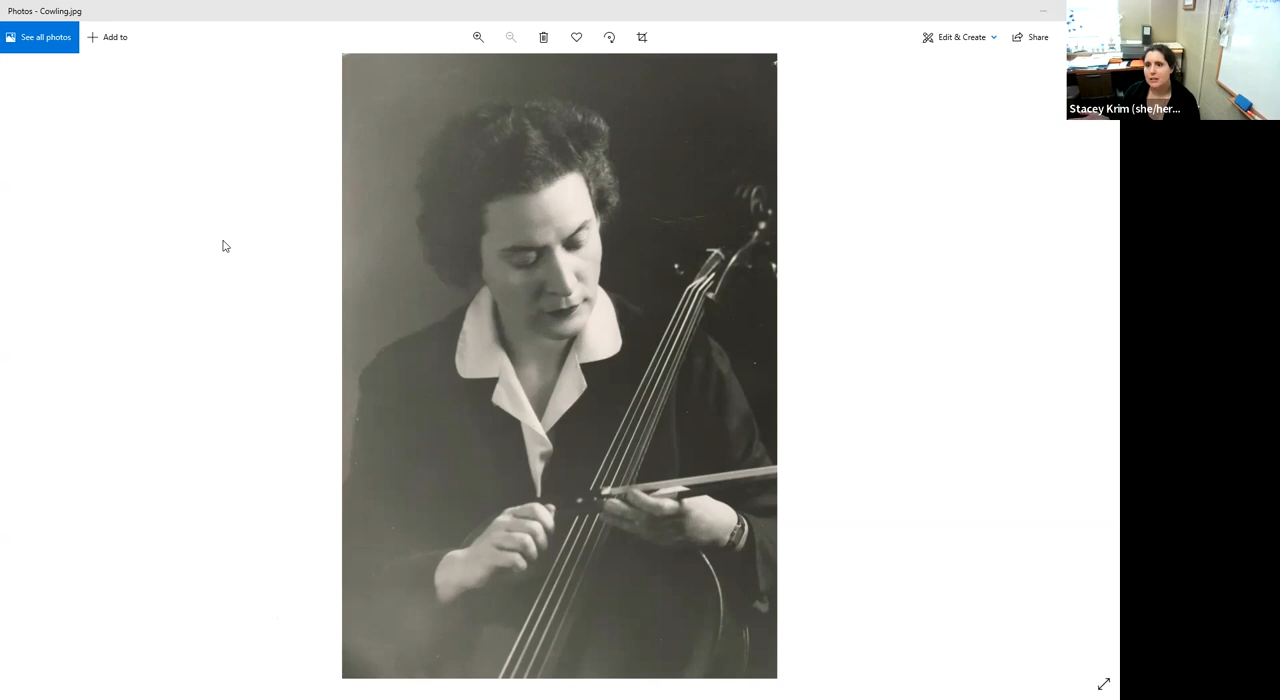 Photos - Cowling.jpg
See all photos
Add to
Edit & Create
Share
Stacey Krim (she/her...